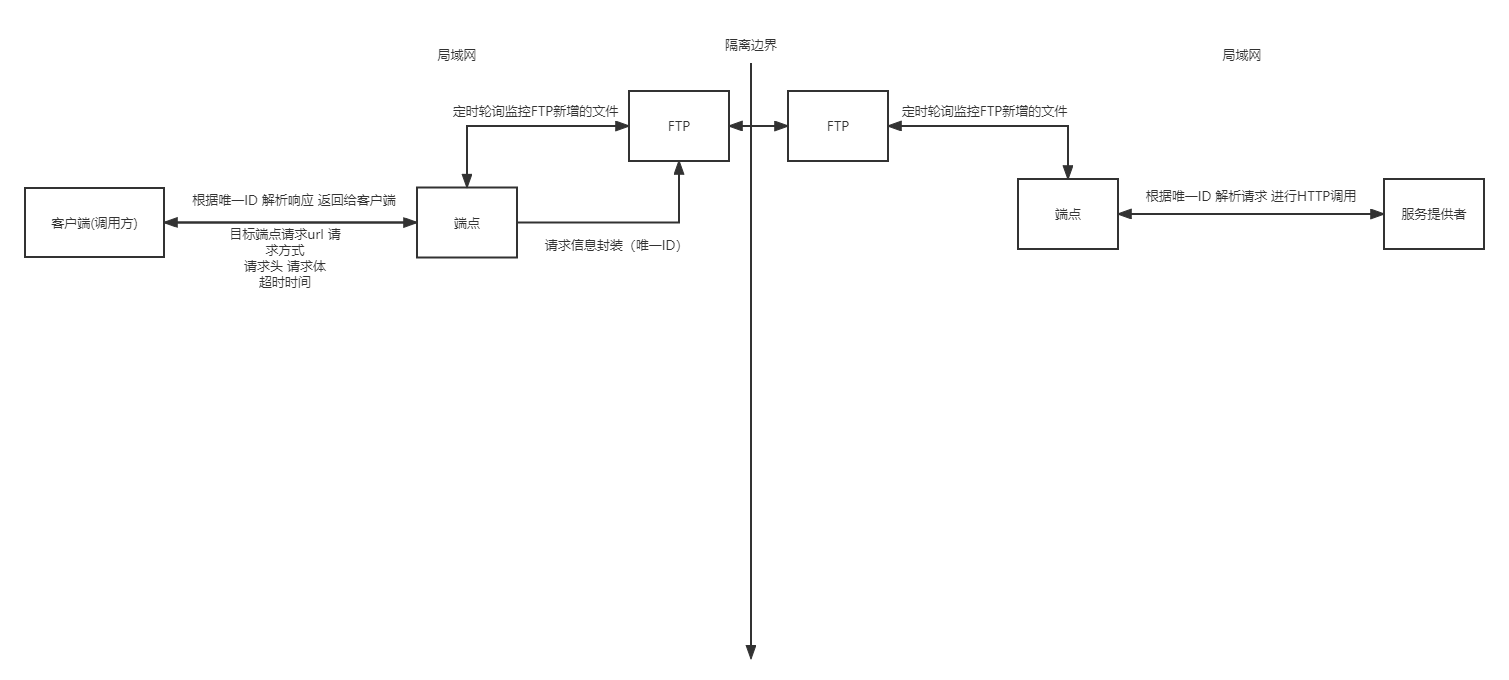 隔离边界
局域网
局域网
定时轮询监控FTP新增的文件
FTP
FTP
定时轮询监控FTP新增的文件
客户端(调用方)
根据唯一ID 解析响应 返回给客户端
目标端点请求url 请
求方式
请求头 请求体
超时时间
端点
请求信息封装（唯一ID）
端点
根据唯一ID 解析请求 进行HTTP调用
服务提供者